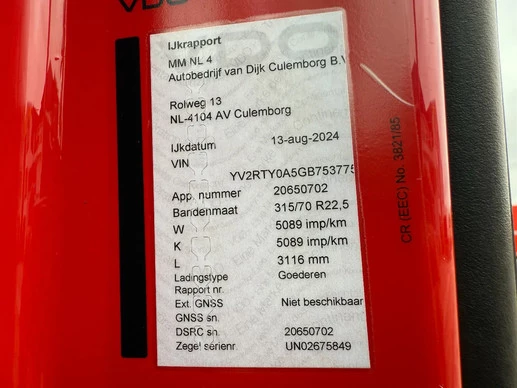 VDO
IJkrapport
MM NL 4
Autobedrijf van Dijk Culemborg B.V
Rolweg 13
NL-4104 AV Culemborg
IJkdatum 13-aug-2024
VIN
YV2RTY0A5GB753775
App. nummer 20650702
Bandenmaat 315/70 R22,5
W 5089 imp/km
K 5089 imp/km
L 3116 mm
Ladingstype Goederen
Rapport nr.
Ext. GNSS Niet beschikbaar
GNSS sn.
DSRC sn. 20650702
Zegel serienr. UN02675849
CR (EEC) No. 3821/85